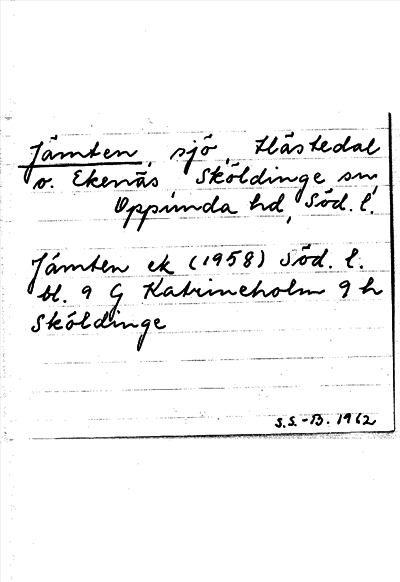 Jämten, sjö, Hästedal
o. Ekenäs, Sköldinge sn,
Oppunda hd, Söd. l.
Jämten ek (1958) Söd. l.
bl. 9 G Katrineholm 9 h
Sköldinge
S.S.-B. 1962